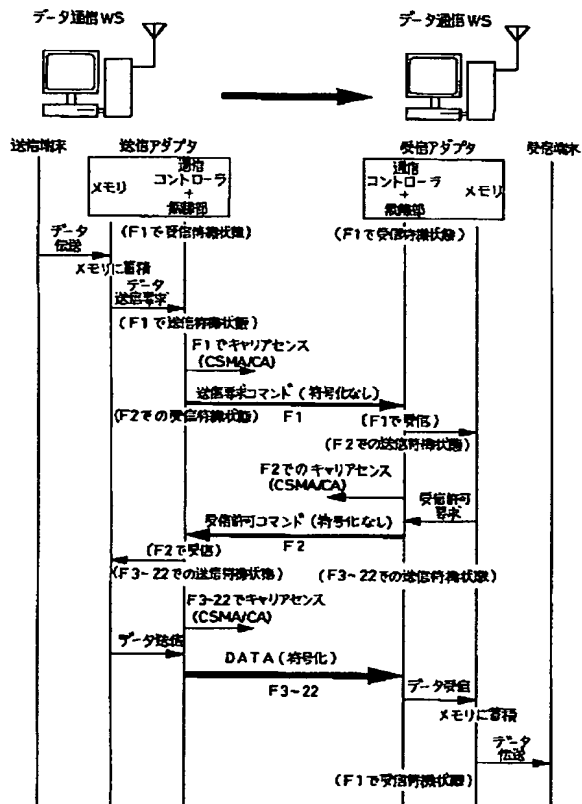 データ通信WS
データ通信WS
送信端末
送信アダプタ
受信アダプタ
受信端末
メモリ
通信
コントローラ
+
無線部
通信
コントローラ
+
無線部
メモリ
データ
伝送
(F1で受信待機状態)
(F1で受信待機状態)
メモリに蓄積
データ
送信要求
(F1で送信待機状態)
F1でキャリアセンス
(CSMA/CA)
送信要求コマンド(符号化なし)
F1
(F2での受信待機状態)
(F1で受信)
(F2での送信待機状態)
F2でのキャリアセンス
(CSMA/CA)
受信許可
要求
受信許可コマンド(符号化なし)
F2
(F2で受信)
(F3~22での送信待機状態)
(F3~22での送信待機状態)
F3~22でキャリアセンス
(CSMA/CA)
データ送信
DATA(符号化)
F3~22
データ受信
メモリに蓄積
データ
伝送
(F1で受信待機状態)